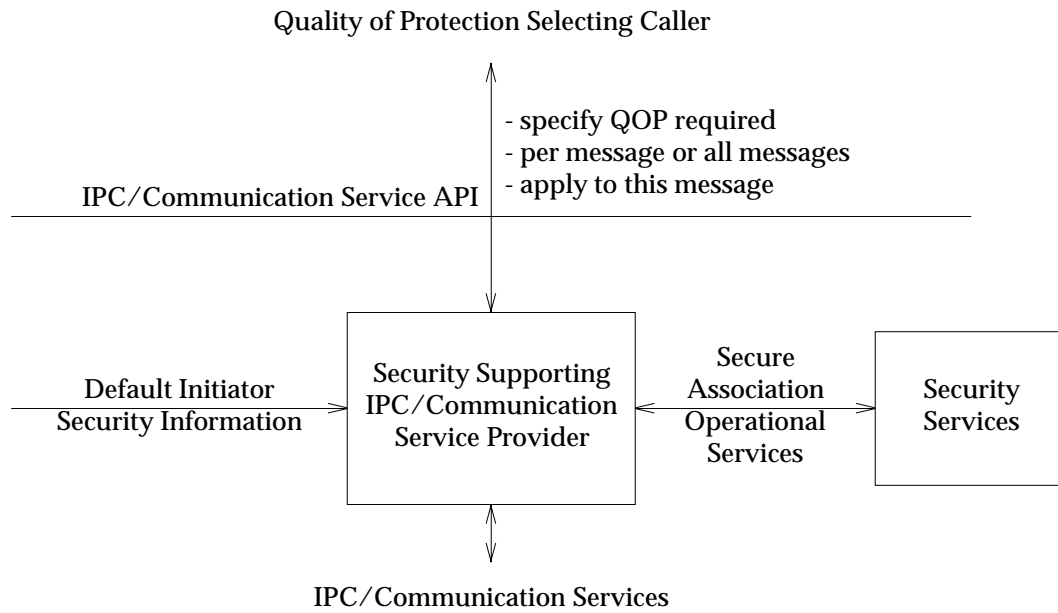 Quality of Protection Selecting Caller
- specify QOP required
- per message or all messages
- apply to this message
IPC/Communication Service API
Default Initiator
Security Information
Security Supporting
IPC/Communication
Service Provider
Secure
Association
Operational
Services
Security
Services
IPC/Communication Services